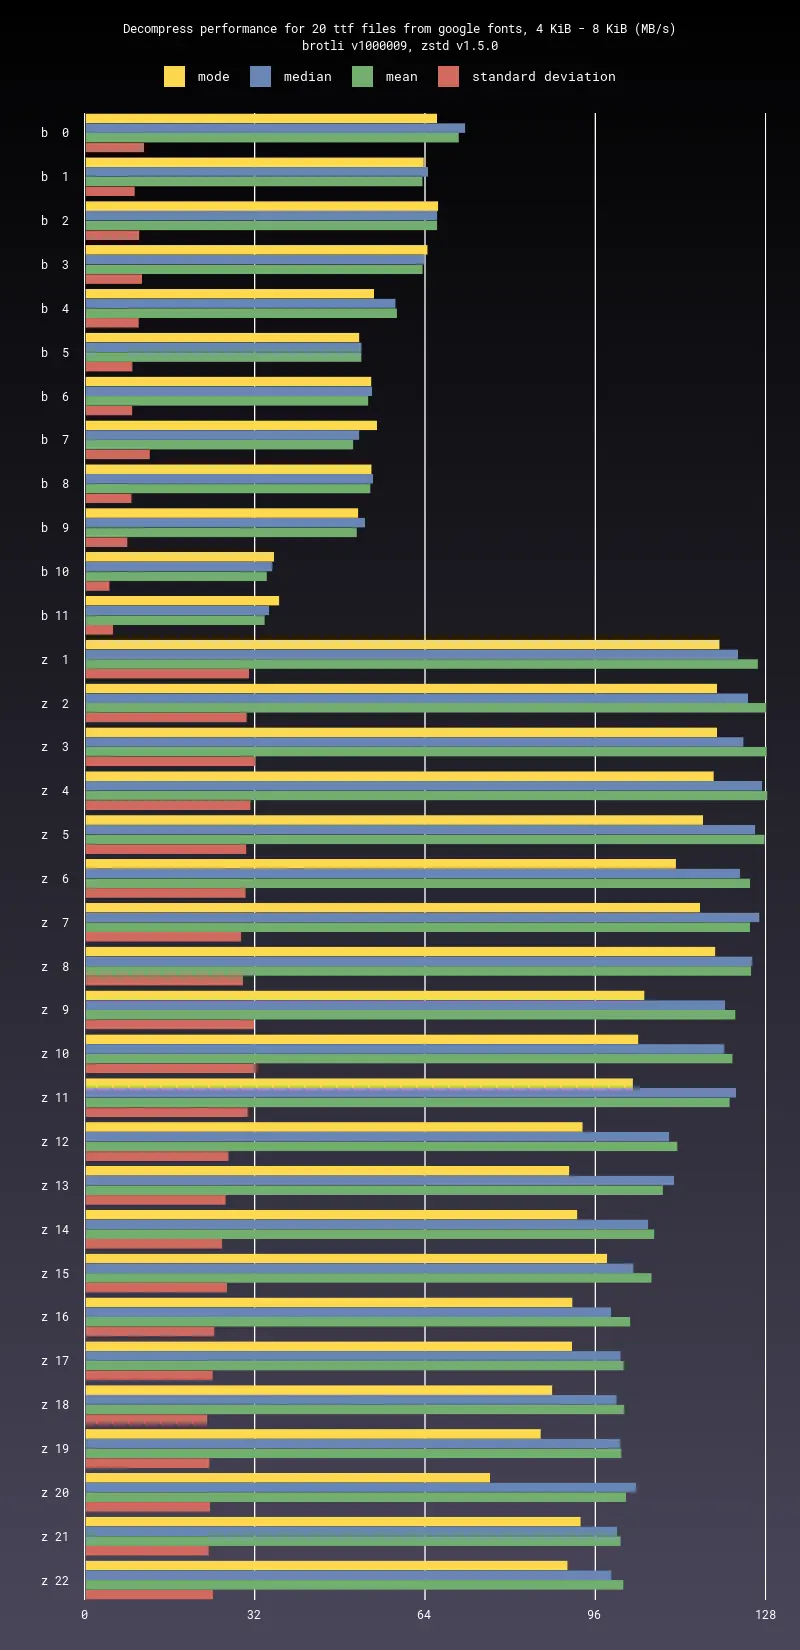 Decompress performance for 20 ttf files from google fonts, 4 KiB - 8 KiB (MB/s)
brotli v1000009, zstd v1.5.0
mode median mean standard deviation
b 0
b 1
b 2
b 3
b 4
b 5
b 6
b 7
b 8
b 9
b 10
b 11
z 1
z 2
z 3
z 4
z 5
z 6
z 7
z 8
z 9
z 10
z 11
z 12
z 13
z 14
z 15
z 16
z 17
z 18
z 19
z 20
z 21
z 22
0 32 64 96 128